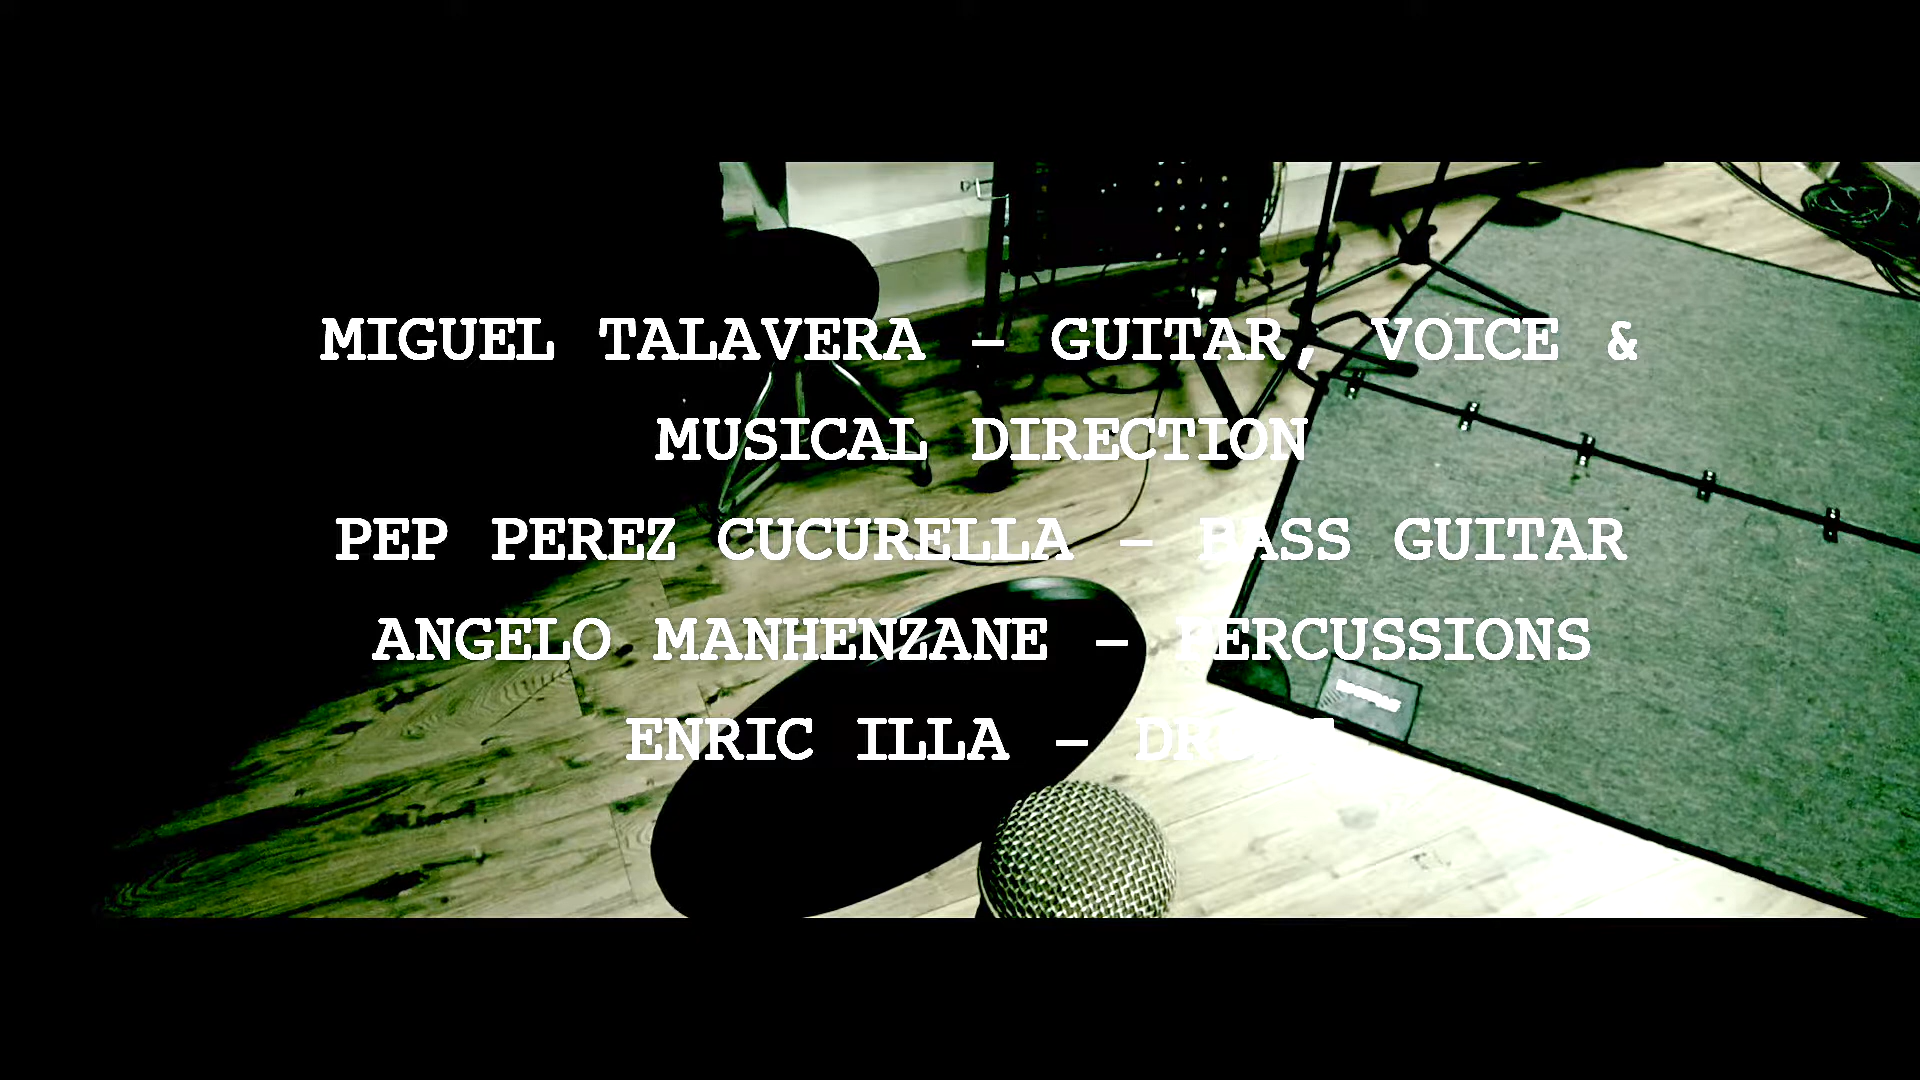 MIGUEL TALAVERA – GUITAR, VOICE &
MUSICAL DIRECTION
PEP PEREZ CUCURELLA – BASS GUITAR
ANGELO MANHENZANE – PERCUSSIONS
ENRIC ILLA –